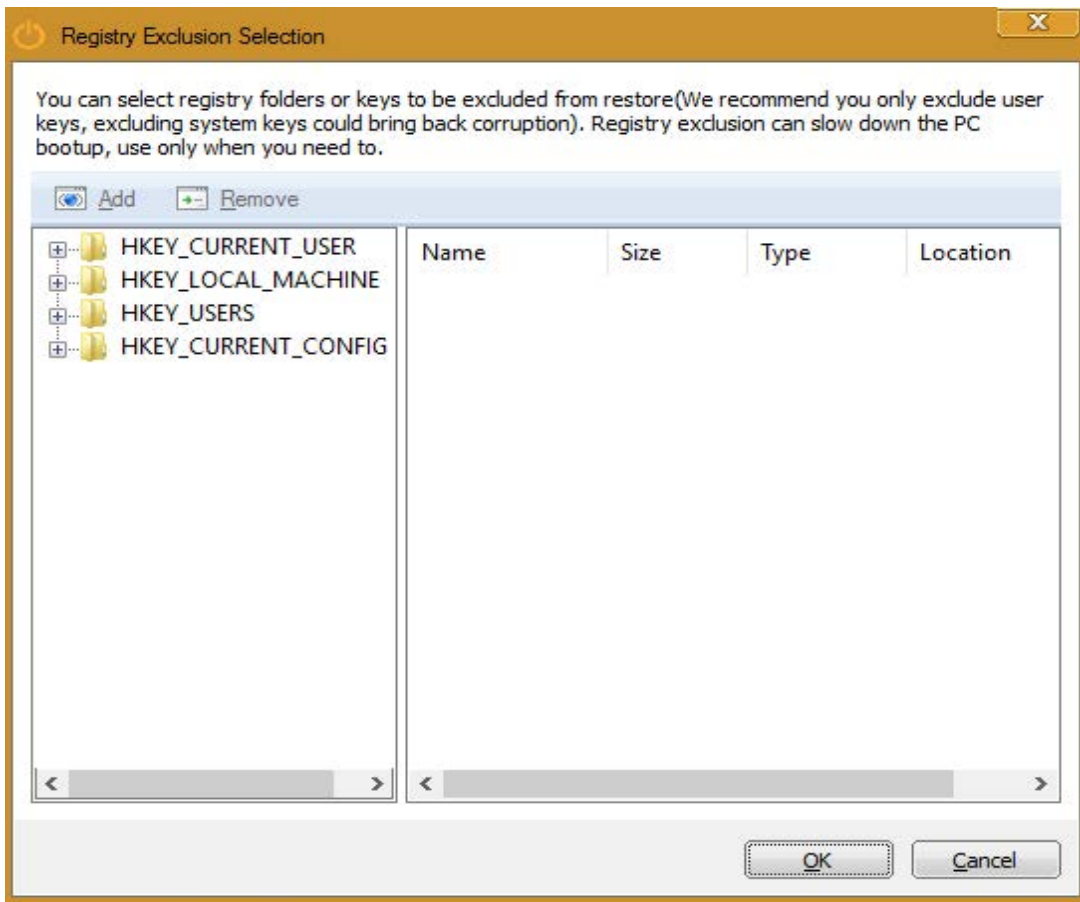 Registry Exclusion Selection
X
You can select registry folders or keys to be excluded from restore(We recommend you only exclude user
keys, excluding system keys could bring back corruption). Registry exclusion can slow down the PC
bootup, use only when you need to.
Add Remove
HKEY_CURRENT_USER
HKEY_LOCAL_MACHINE
HKEY_USERS
HKEY_CURRENT_CONFIG
Name Size Type Location
OK Cancel